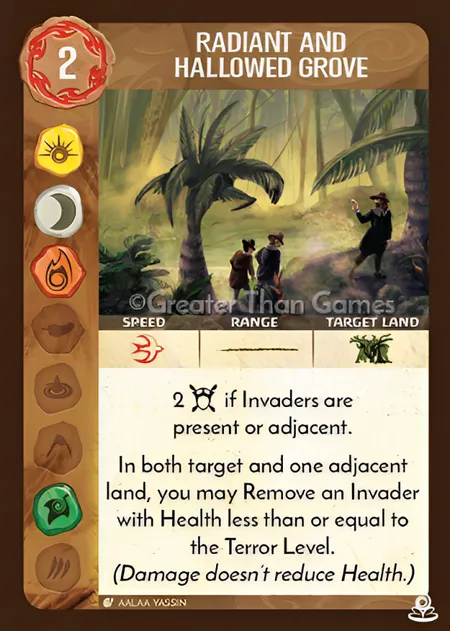 2
RADIANT AND
HALLOWED GROVE
©Greater Than Games
SPEED RANGE TARGET LAND
2 if Invaders are
present or adjacent.
In both target and one adjacent
land, you may Remove an Invader
with Health less than or equal to
the Terror Level.
(Damage doesn't reduce Health.)
AALAA YASSIN